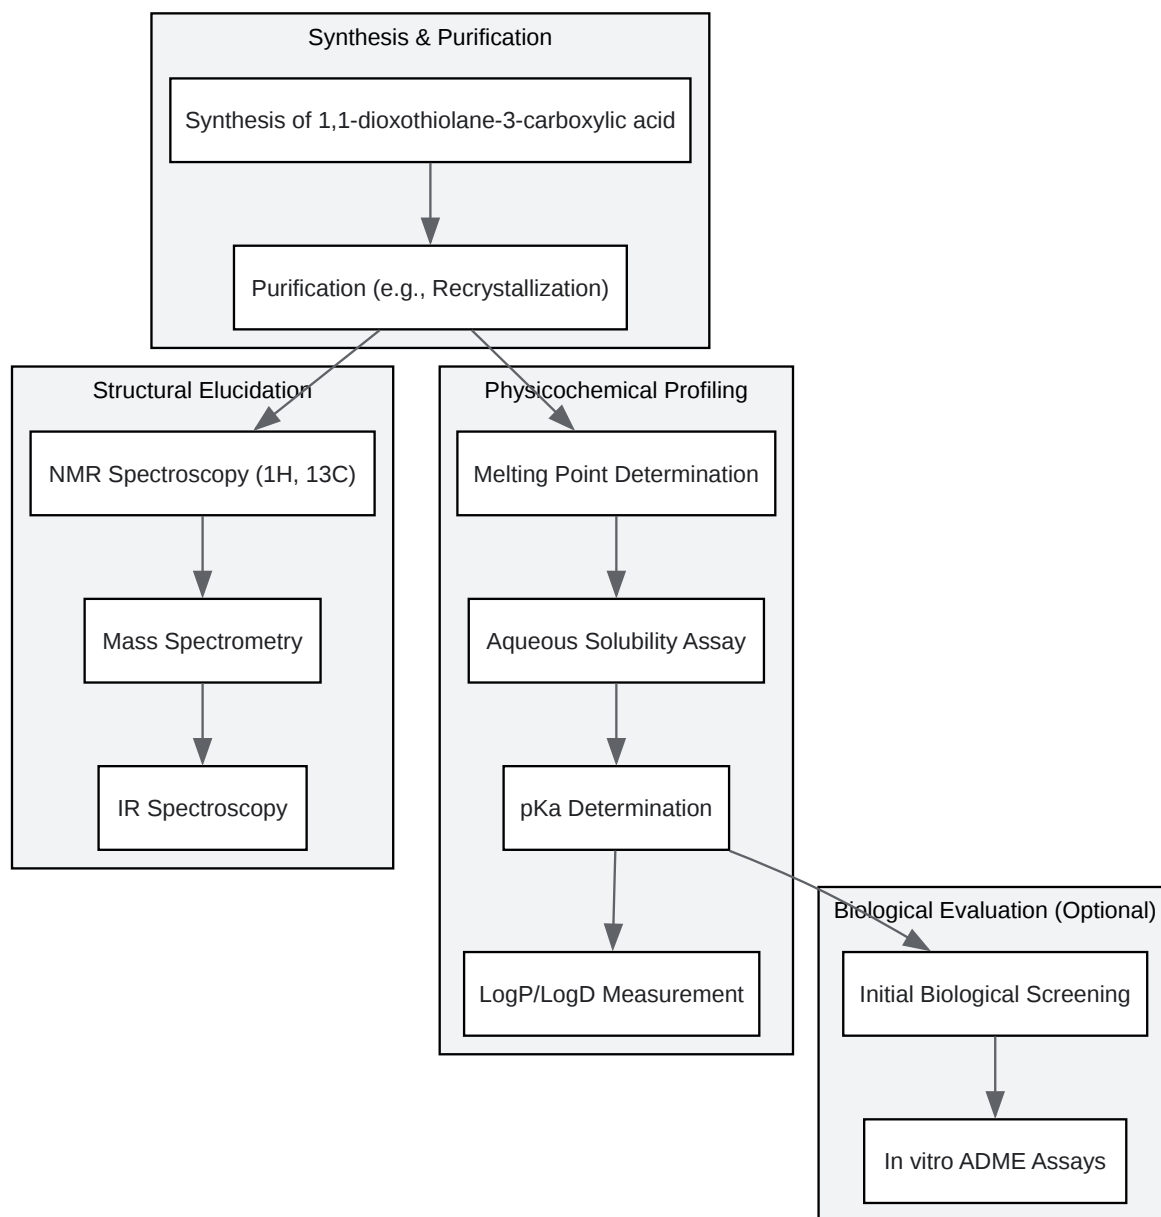 Synthesis & Purification
Synthesis of 1,1-dioxothiolane-3-carboxylic acid
Purification (e.g., Recrystallization)
Structural Elucidation
NMR Spectroscopy (1H, 13C)
Mass Spectrometry
IR Spectroscopy
Physicochemical Profiling
Melting Point Determination
Aqueous Solubility Assay
pKa Determination
LogP/LogD Measurement
Biological Evaluation (Optional)
Initial Biological Screening
In vitro ADME Assays